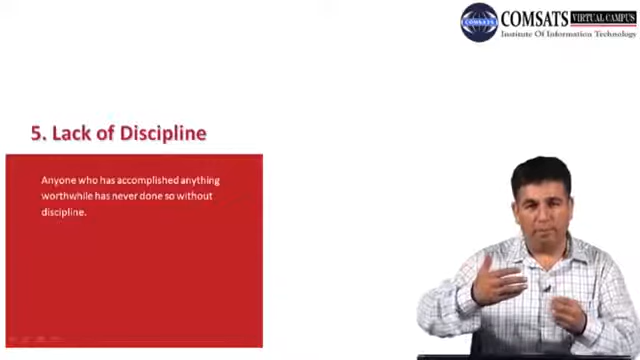 COMSATS VIRTUAL CAMPUS
COMSATS
Institute Of Information Technology
5. Lack of Discipline
Anyone who has accomplished anything
worthwhile has never done so without
discipline.